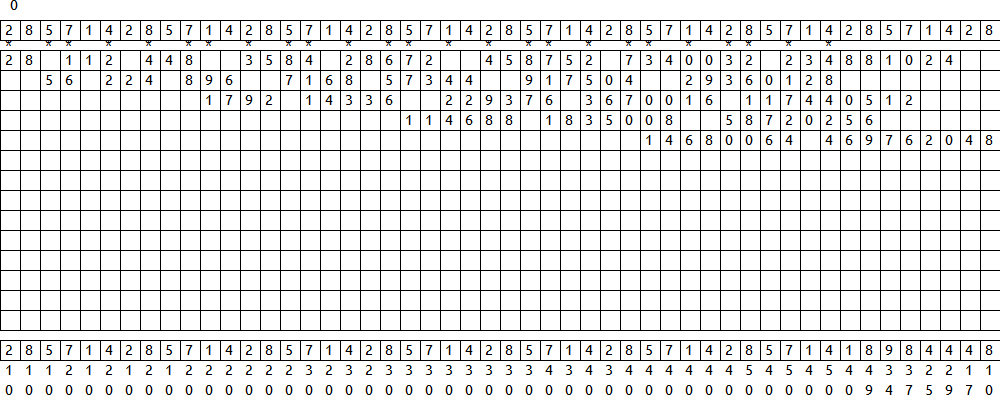 0
2 8 5 7 1 4 2 8 5 7 1 4 2 8 5 7 1 4 2 8 5 7 1 4 2 8 5 7 1 4 2 8 5 7 1 4 2 8 5 7 1 4 2 8 5 7 1 4 2 8
* * * * * * * * * * * * * * * * * * * * * * * * *
2 8 1 1 2 4 4 8 3 5 8 4 2 8 6 7 2 4 5 8 7 5 2 7 3 4 0 0 3 2 2 3 4 8 8 1 0 2 4
5 6 2 2 4 8 9 6 7 1 6 8 5 7 3 4 4 9 1 7 5 0 4 2 9 3 6 0 1 2 8
1 7 9 2 1 4 3 3 6 2 2 9 3 7 6 3 6 7 0 0 1 6 1 1 7 4 4 0 5 1 2
1 1 4 6 8 8 1 8 3 5 0 0 8 5 8 7 2 0 2 5 6
1 4 6 8 0 0 6 4 4 6 9 7 6 2 0 4 8
2 8 5 7 1 4 2 8 5 7 1 4 2 8 5 7 1 4 2 8 5 7 1 4 2 8 5 7 1 4 2 8 5 7 1 4 2 8 5 7 1 4 1 8 9 8 4 4 4 8
1 1 1 2 1 2 1 2 1 2 2 2 2 2 2 3 2 3 2 3 3 3 3 3 3 3 3 4 3 4 3 4 4 4 4 4 4 5 4 5 4 5 4 4 3 3 2 2 1 1
0 0 0 0 0 0 0 0 0 0 0 0 0 0 0 0 0 0 0 0 0 0 0 0 0 0 0 0 0 0 0 0 0 0 0 0 0 0 0 0 0 0 0 9 4 7 5 9 7 0